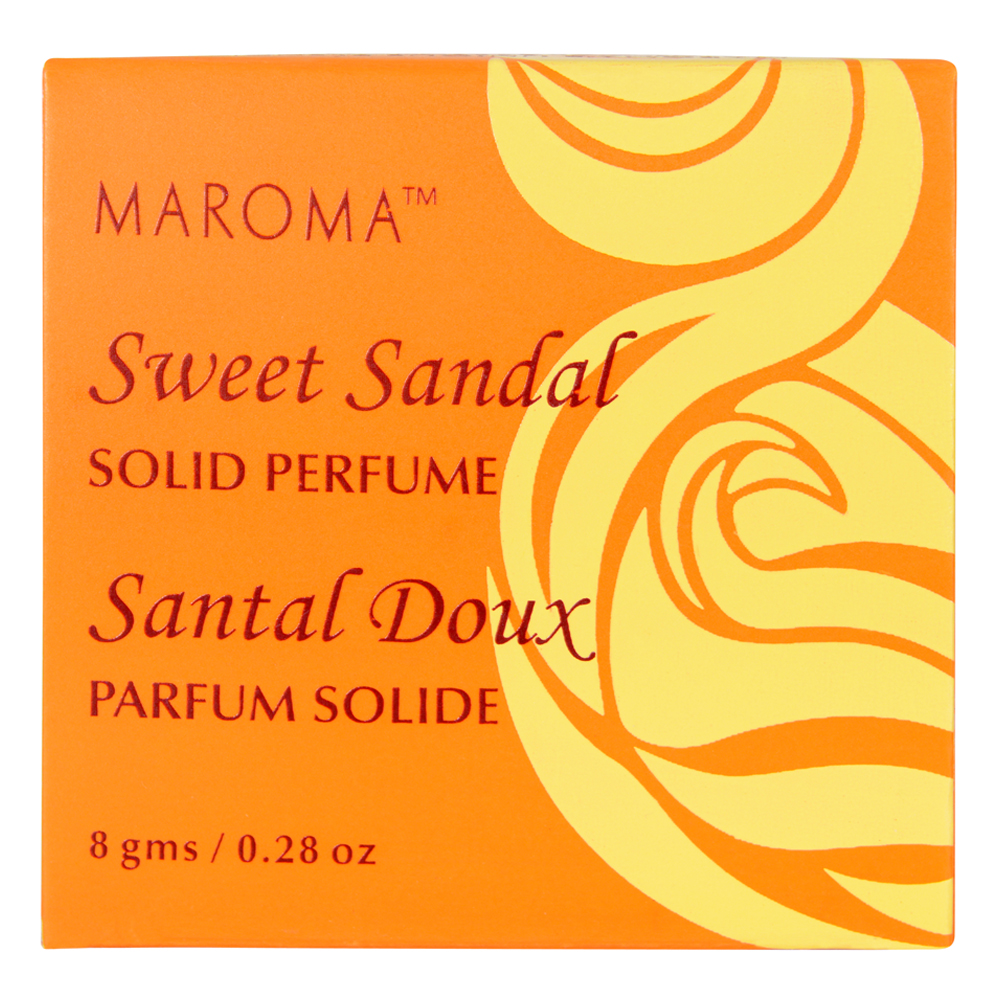 MAROMA™
Sweet Sandal
SOLID PERFUME
Santal Doux
PARFUM SOLIDE
8 gms / 0.28 oz